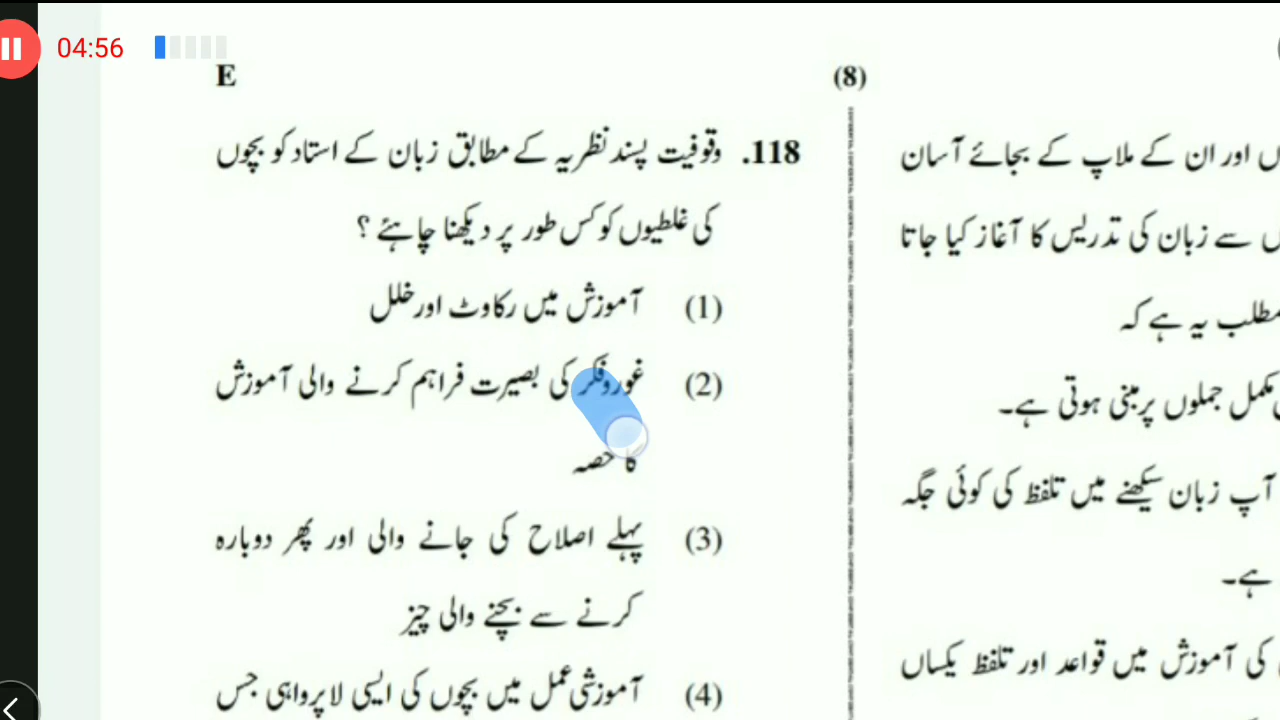 04:56
E
(8)
118. وقوفیت پسند نظریہ کے مطابق زبان کے استاد کو بچوں
کی غلطیوں کو کس طور پر دیکھنا چاہئے ؟
(1) آموزش میں رکاوٹ اور خلل
(2) غوروفکر کی بصیرت فراہم کرنے والی آموزش
کا حصہ
(3) پہلے اصلاح کی جانے والی اور پھر دوبارہ
کرنے سے بچنے والی چیز
(4) آموزشی عمل میں بچوں کی ایسی لاپرواہی جس
اور ان کے ملاپ کے بجائے آسان
سے زبان کی تدریس کا آغاز کیا جاتا
مطلب یہ ہے کہ
مکمل جملوں پر مبنی ہوتی ہے۔
آپ زبان سیکھنے میں تلفظ کی کوئی جگہ
ہے۔
کی آموزش میں قواعد اور تلفظ یکساں